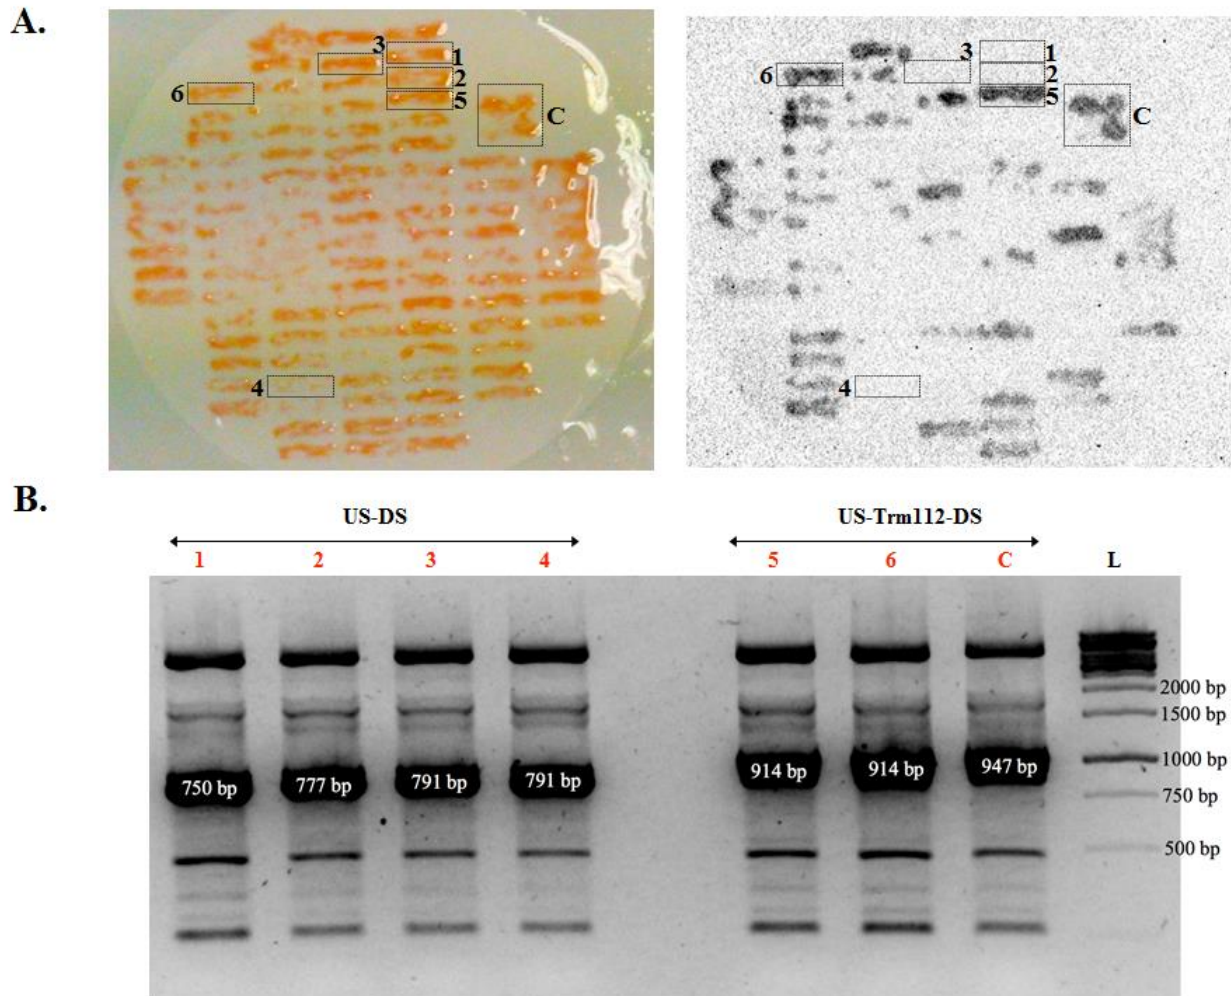 A.
3
1
2
6
5
C
4
3
1
2
6
5
C
4
B.
US-DS
US-Trm112-DS
1 2 3 4 5 6 C L
2000 bp
1500 bp
750 bp 777 bp 791 bp 791 bp 914 bp 914 bp 947 bp 1000 bp
750 bp
500 bp